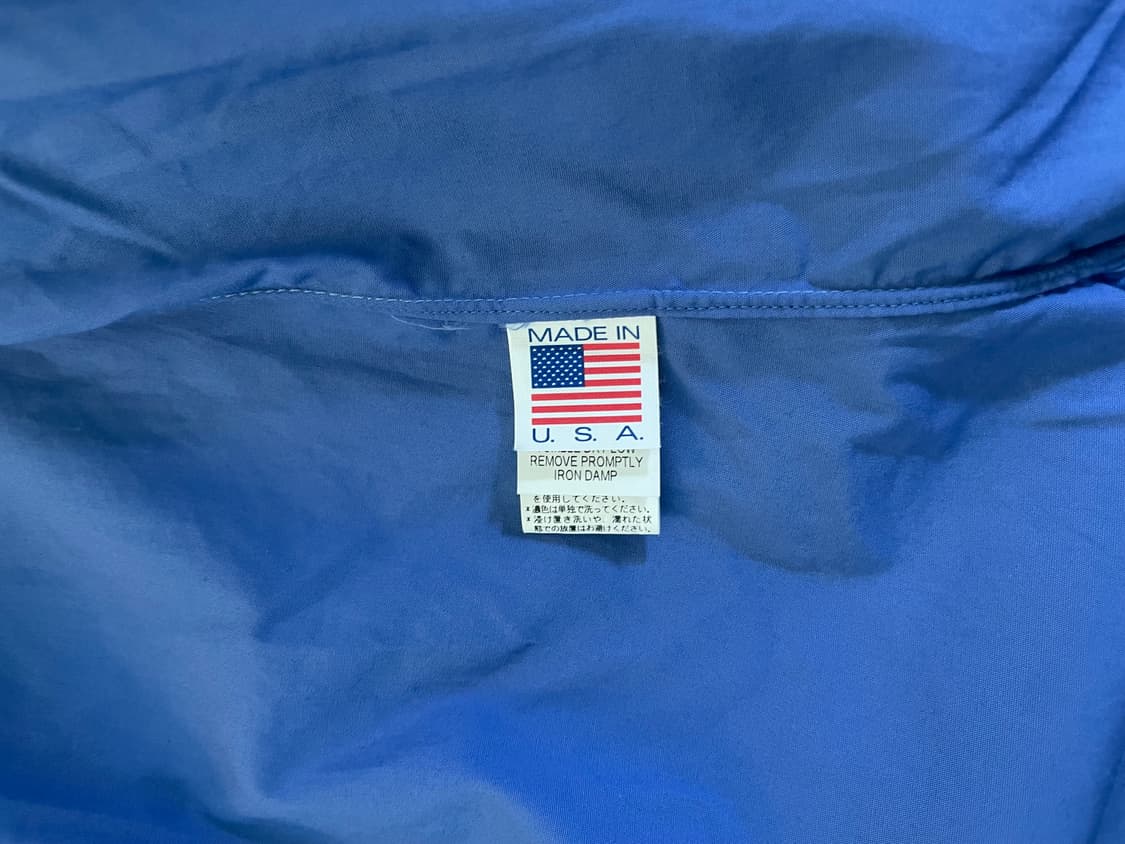 MADE IN
U. S. A.
REMOVE PROMPTLY
IRON DAMP
を使用してください。
*濃色は単独で洗ってください。
*浸け置き洗いや、濡れた状
態での放置はお避けください。